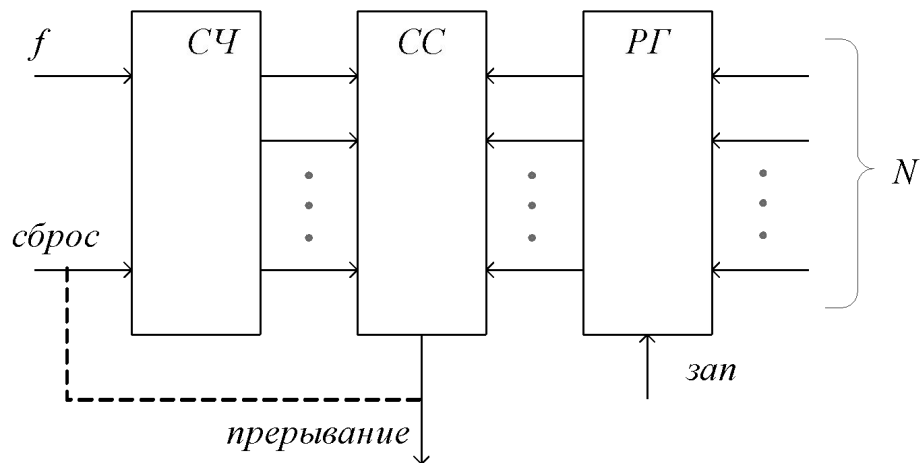 f
СЧ
СС
РГ
N
сброс
зап
прерывание